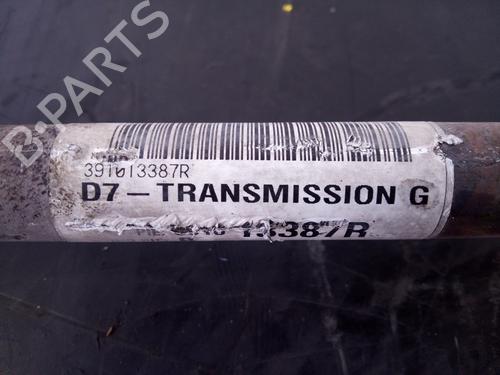 B-PARTS
391013387R
D7-TRANSMISSION G
13387R